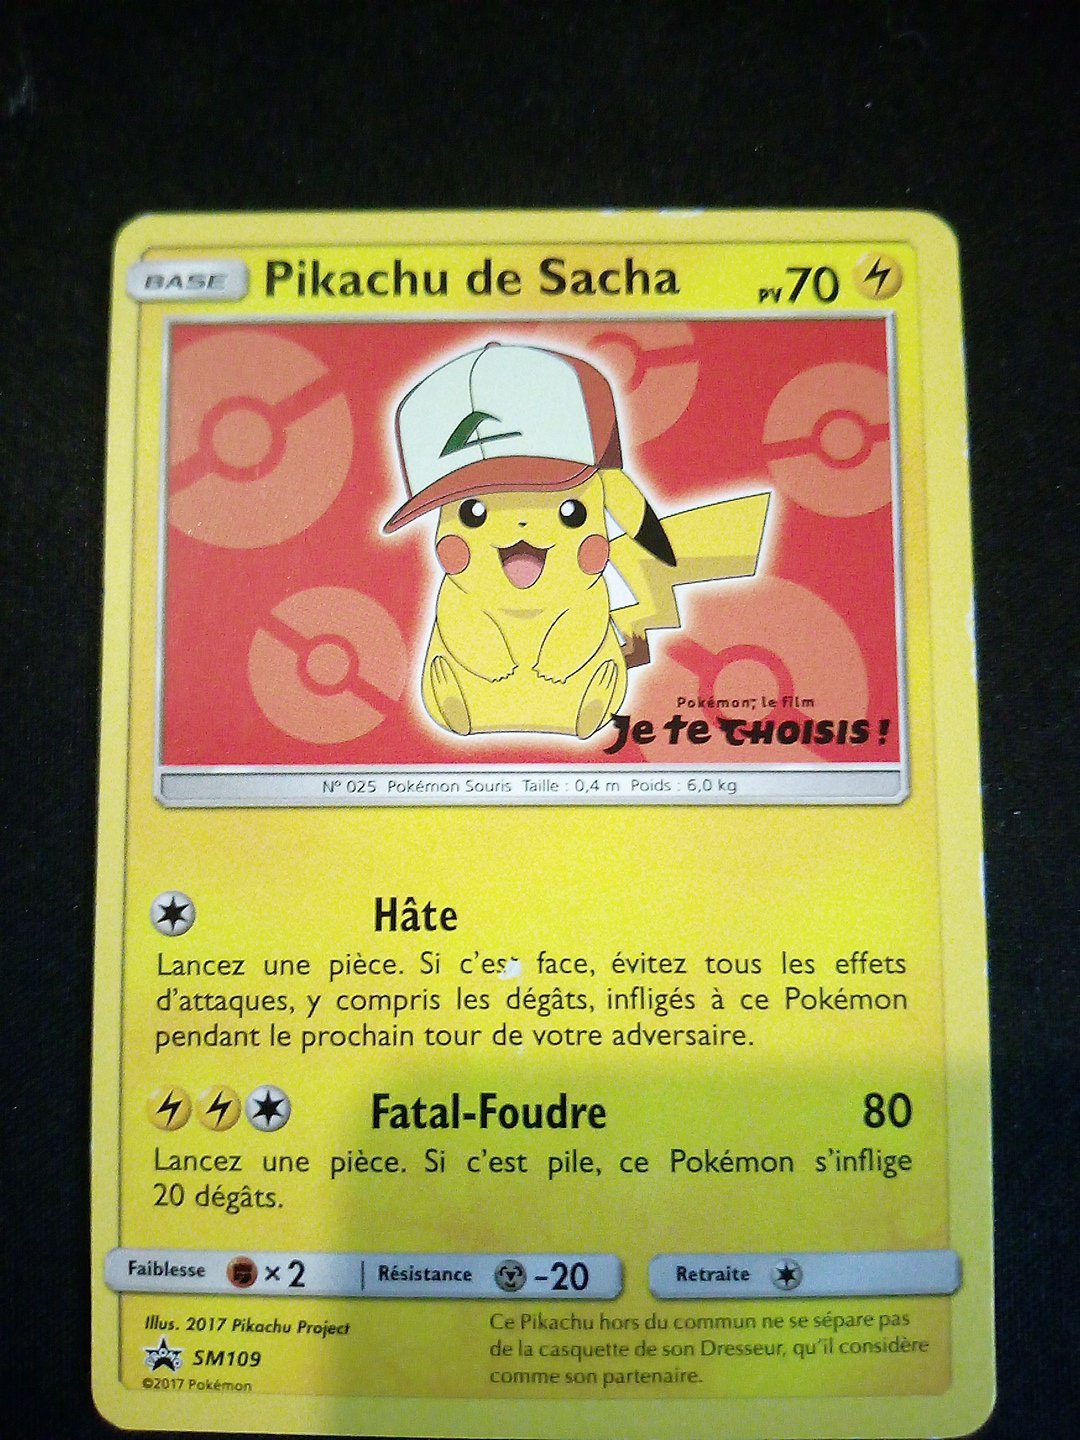 BASE Pikachu de Sacha PV 70
Pokémon, le film
Je te CHOISIS !
N° 025 Pokémon Souris Taille : 0,4 m Poids : 6,0 kg
Hâte
Lancez une pièce. Si c'est face, évitez tous les effets
d'attaques, y compris les dégâts, infligés à ce Pokémon
pendant le prochain tour de votre adversaire.
Fatal-Foudre 80
Lancez une pièce. Si c'est pile, ce Pokémon s'inflige
20 dégâts.
Faiblesse × 2 Résistance -20 Retraite
Illus. 2017 Pikachu Project
SM109
©2017 Pokémon
Ce Pikachu hors du commun ne se sépare pas
de la casquette de son Dresseur, qu'il considère
comme son partenaire.